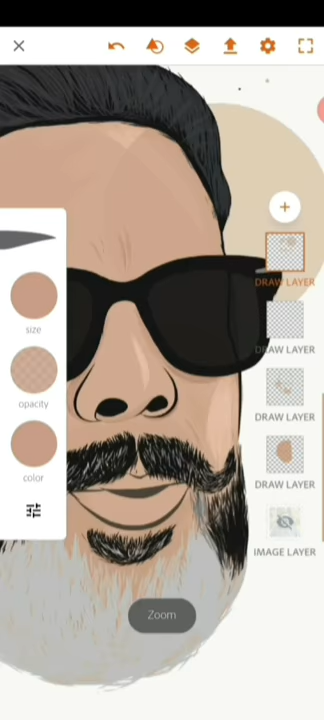 size
opacity
color
DRAW LAYER
DRAW LAYER
DRAW LAYER
DRAW LAYER
IMAGE LAYER
Zoom